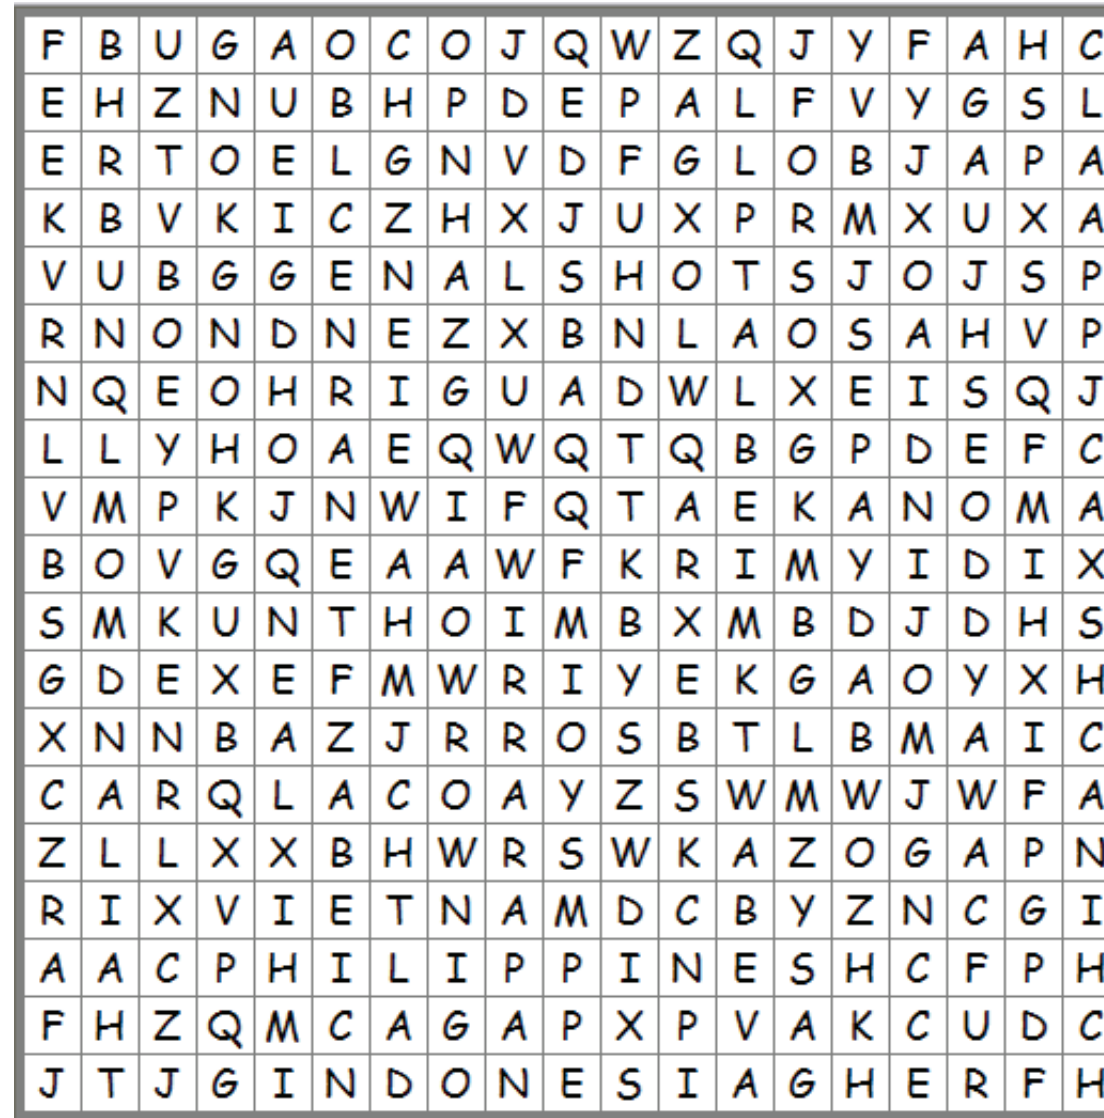 F B U G A O C O J Q W Z Q J Y F A H C
E H Z N U B H P D E P A L F V Y G S L
E R T O E L G N V D F G L O B J A P A
K B V K I C Z H X J U X P R M X U X A
V U B G G E N A L S H O T S J O J S P
R N O N D N E Z X B N L A O S A H V P
N Q E O H R I G U A D W L X E I S Q J
L L Y H O A E Q W Q T Q B G P D E F C
V M P K J N W I F Q T A E K A N O M A
B O V G Q E A A W F K R I M Y I D I X
S M K U N T H O I M B X M B D J D H S
G D E X E F M W R I Y E K G A O Y X H
X N N B A Z J R R O S B T L B M A I C
C A R Q L A C O A Y Z S W M W J W F A
Z L L X X B H W R S W K A Z O G A P N
R I X V I E T N A M D C B Y Z N C G I
A A C P H I L I P P I N E S H C F P H
F H Z Q M C A G A P X P V A K C U D C
J T J G I N D O N E S I A G H E R F H